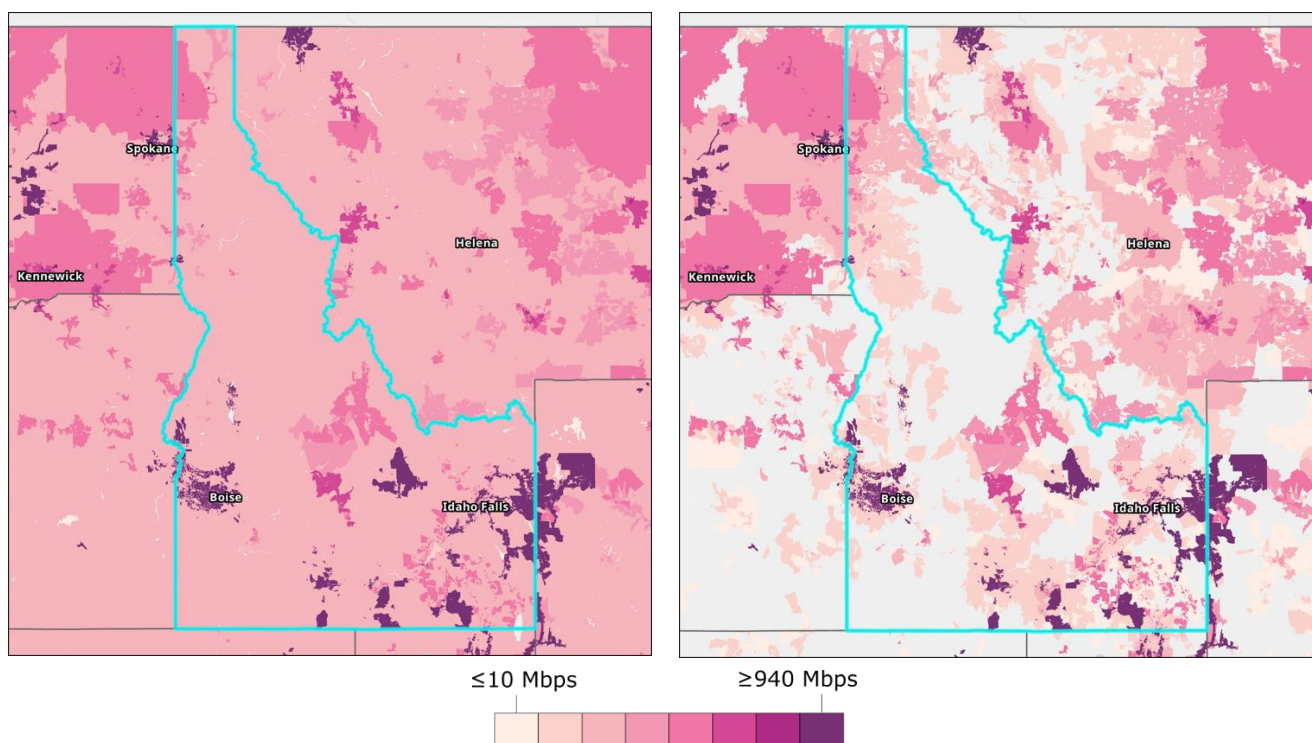 Spokane
Kennewick
Helena
Boise
Idaho Falls
Spokane
Kennewick
Helena
Boise
Idaho Falls
≤10 Mbps
≥940 Mbps